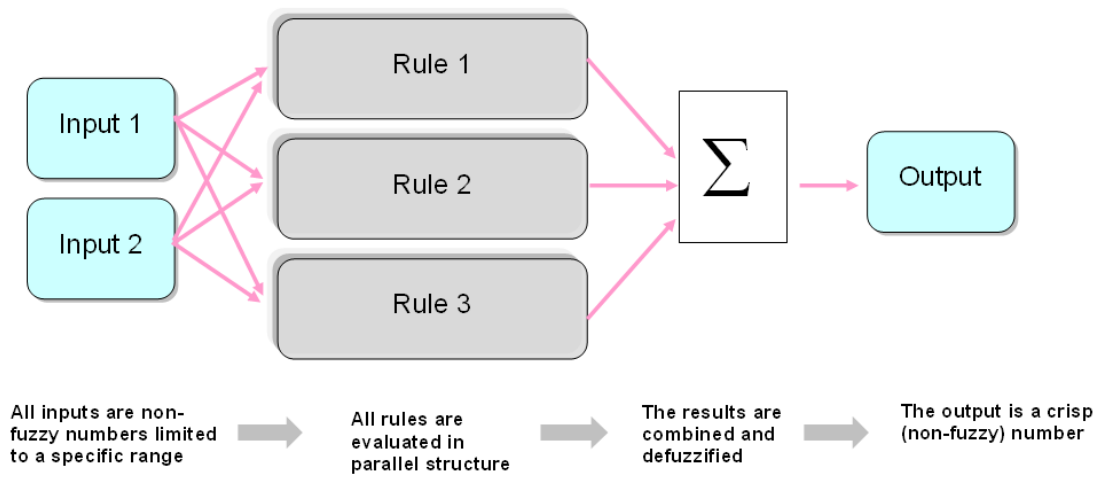 Input 1
Input 2
Rule 1
Rule 2
Rule 3
∑
Output
All inputs are non-
fuzzy numbers limited
to a specific range
All rules are
evaluated in
parallel structure
The results are
combined and
defuzzified
The output is a crisp
(non-fuzzy) number